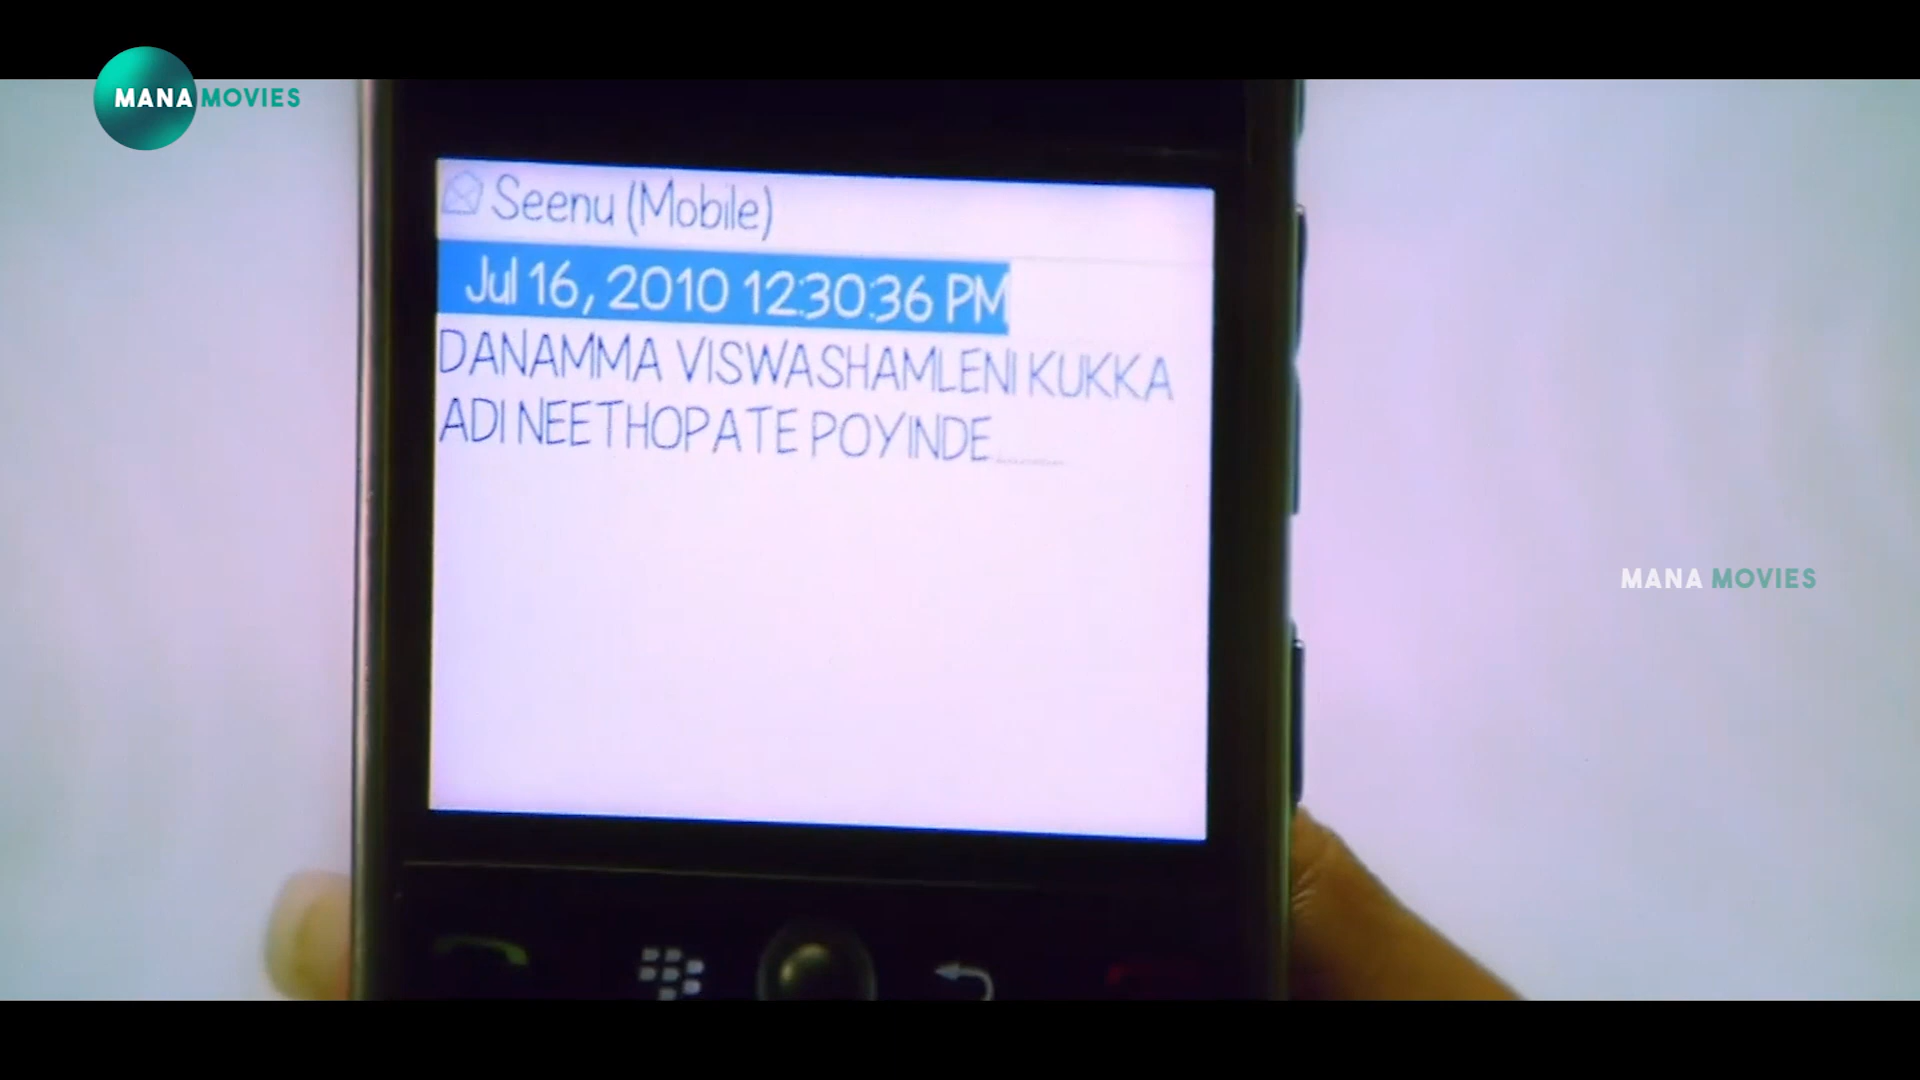 MANA MOVIES
Seenu (Mobile)
Jul 16, 2010 12:30:36 PM
DANAMMA VISWASHAMLENI KUKKA
ADI NEETHOPATE POYINDE......
MANA MOVIES